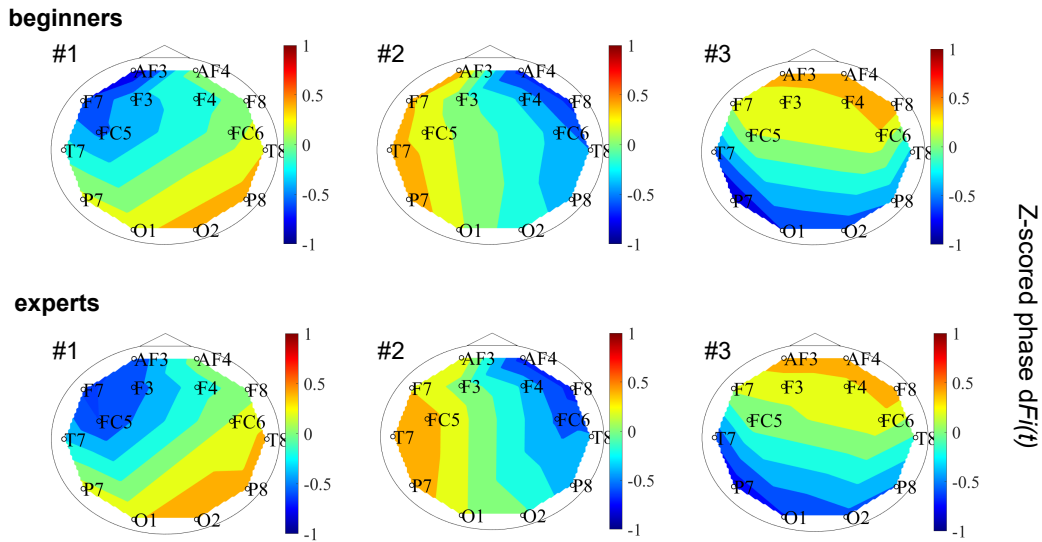 beginners
#1
#2
#3
AF3 AF4
F7 F3 F4 F8
FC5 FC6
T7 T8
P7 P8
O1 O2
1
0.5
0
-0.5
-1
AF3 AF4
F7 F3 F4 F8
FC5 FC6
T7 T8
P7 P8
O1 O2
1
0.5
0
-0.5
-1
AF3 AF4
F7 F3 F4 F8
FC5 FC6
T7 T8
P7 P8
O1 O2
1
0.5
0
-0.5
-1
experts
#1
#2
#3
AF3 AF4
F7 F3 F4 F8
FC5 FC6
T7 T8
P7 P8
O1 O2
1
0.5
0
-0.5
-1
AF3 AF4
F7 F3 F4 F8
FC5 FC6
T7 T8
P7 P8
O1 O2
1
0.5
0
-0.5
-1
AF3 AF4
F7 F3 F4 F8
FC5 FC6
T7 T8
P7 P8
O1 O2
1
0.5
0
-0.5
-1
Z-scored phase dFi(t)